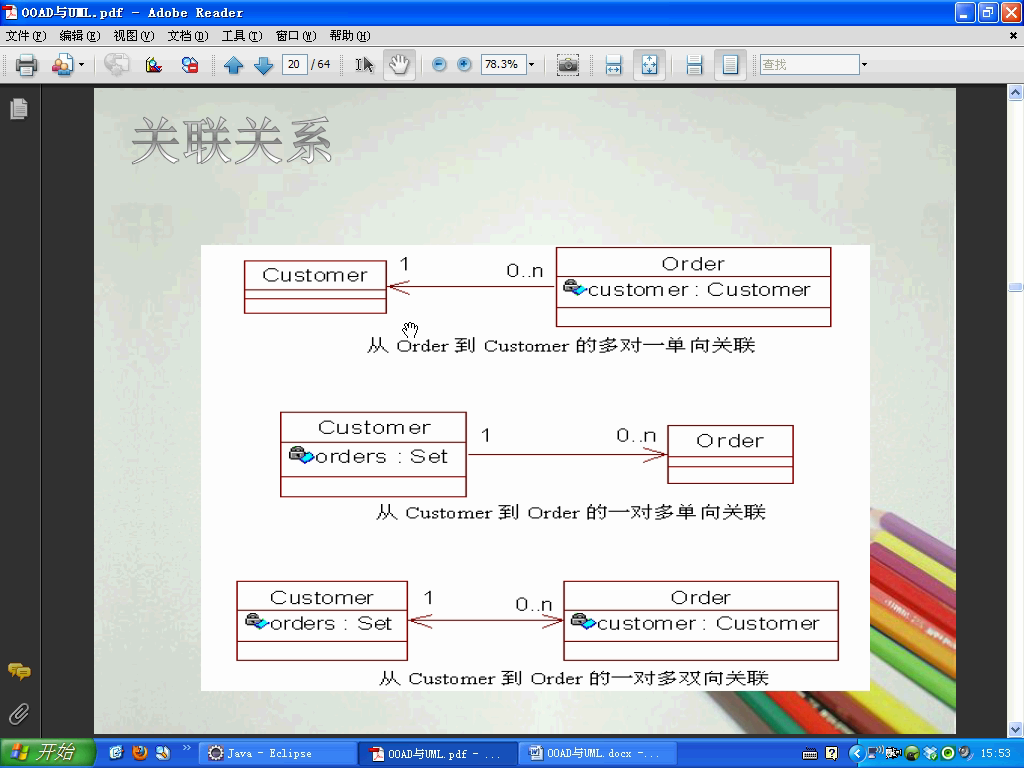 OOAD与UML.pdf - Adobe Reader
文件(F) 编辑(E) 视图(V) 文档(D) 工具(T) 窗口(W) 帮助(H)
20 / 64 78.3% 查找
关联关系
Customer 1 0..n Order
customer : Customer
从 Order 到 Customer 的多对一单向关联
Customer 1 0..n Order
orders : Set
从 Customer 到 Order 的一对多单向关联
Customer 1 0..n Order
orders : Set customer : Customer
从 Customer 到 Order 的一对多双向关联
开始 Java - Eclipse OOAD与UML.pdf - ... OOAD与UML.docx -... 15:53